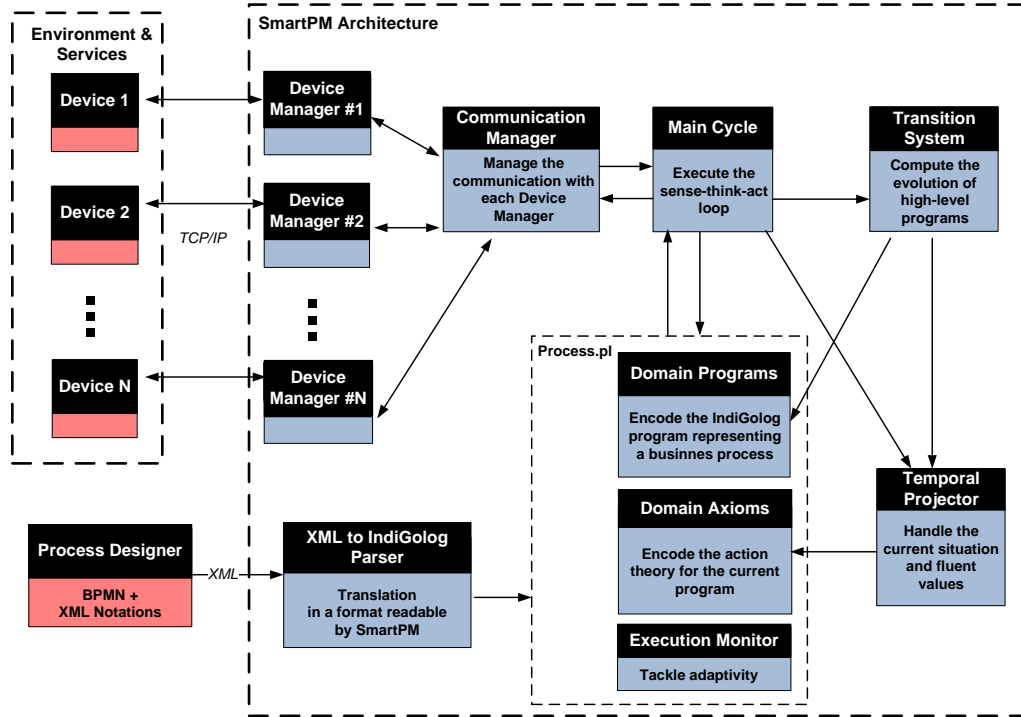 Environment &
Services
SmartPM Architecture
Device 1
Device
Manager #1
Communication
Manager
Manage the
communication with
each Device
Manager
Main Cycle
Execute the
sense-think-act
loop
Transition
System
Compute the
evolution of
high-level
programs
Device 2
TCP/IP
Device
Manager #2
Device N
Device
Manager #N
Process.pl
Domain Programs
Encode the IndiGolog
program representing
a businnes process
Domain Axioms
Encode the action
theory for the current
program
Execution Monitor
Tackle adaptivity
Temporal
Projector
Handle the
current situation
and fluent
values
Process Designer
BPMN +
XML Notations
XML
XML to IndiGolog
Parser
Translation
in a format readable
by SmartPM